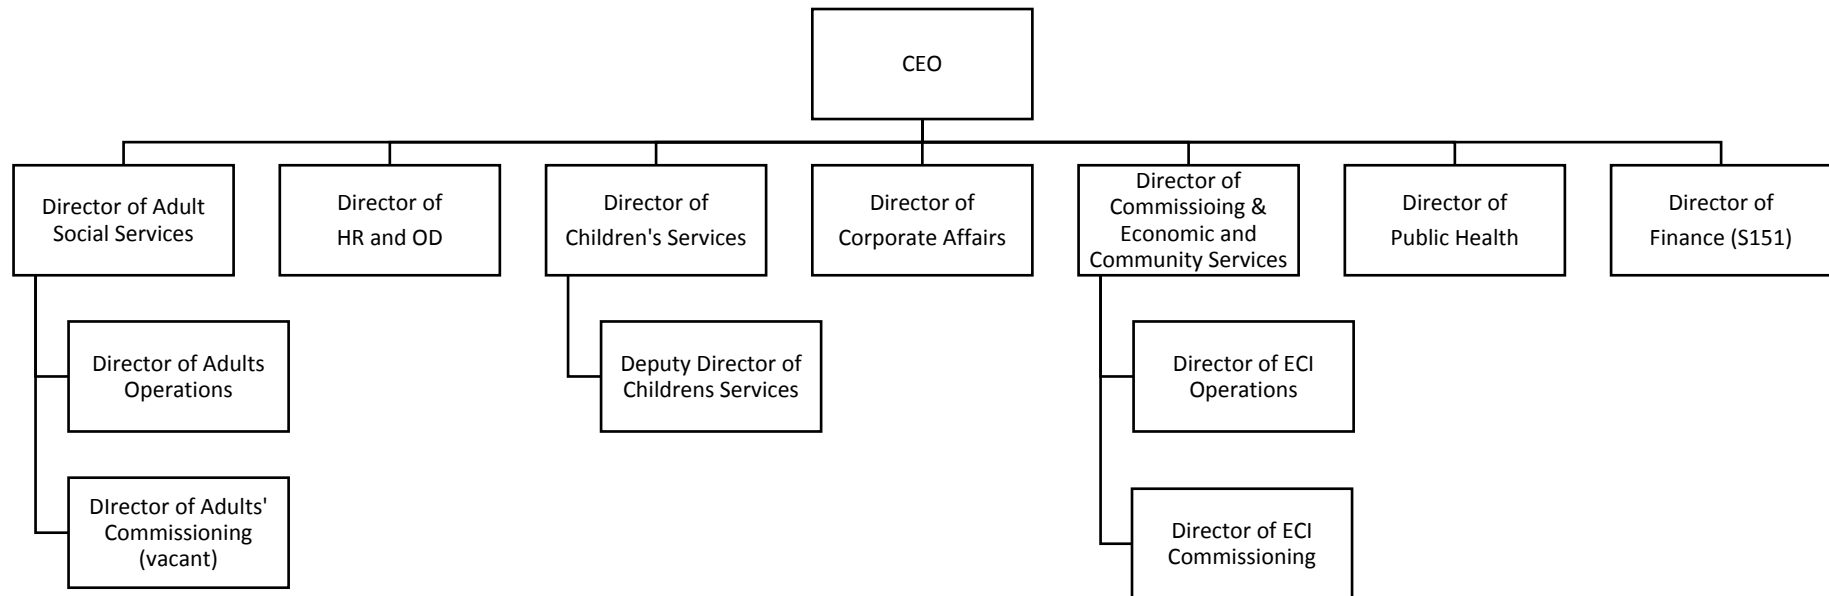 CEO
Director of Adult
Social Services
Director of
HR and OD
Director of
Children's Services
Director of
Corporate Affairs
Director of
Commissioing &
Economic and
Community Services
Director of
Public Health
Director of
Finance (S151)
Director of Adults
Operations
Deputy Director of
Childrens Services
Director of ECI
Operations
DIrector of Adults'
Commissioning
(vacant)
Director of ECI
Commissioning